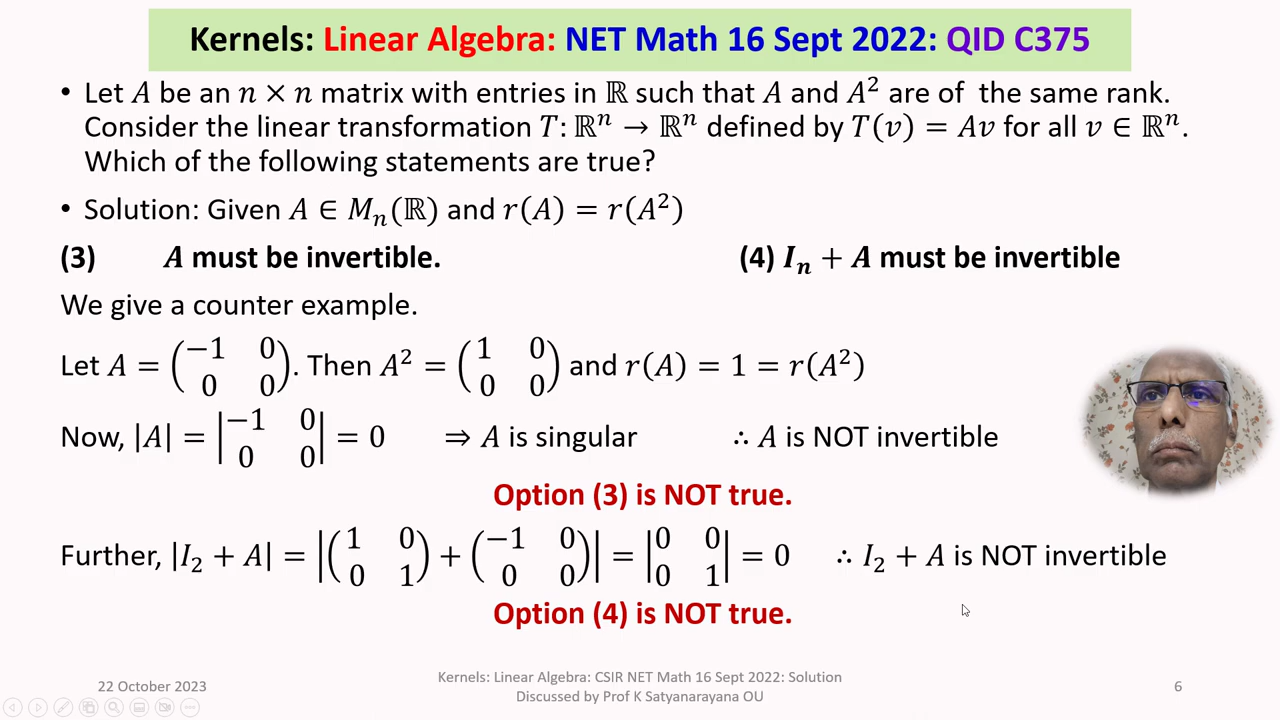 Kernels: Linear Algebra: NET Math 16 Sept 2022: QID C375
• Let A be an n × n matrix with entries in ℝ such that A and A² are of the same rank.
Consider the linear transformation T: ℝⁿ → ℝⁿ defined by T(v) = Av for all v ∈ ℝⁿ.
Which of the following statements are true?
• Solution: Given A ∈ Mₙ(ℝ) and r(A) = r(A²)
(3) A must be invertible. (4) Iₙ + A must be invertible
We give a counter example.
Let A = (−1 0 0 0). Then A² = (1 0 0 0) and r(A) = 1 = r(A²)
Now, |A| = |−1 0 0 0| = 0 ⇒ A is singular ∴ A is NOT invertible
Option (3) is NOT true.
Further, |I₂ + A| = |(1 0 0 1) + (−1 0 0 0)| = |0 0 0 1| = 0 ∴ I₂ + A is NOT invertible
Option (4) is NOT true.
22 October 2023
Kernels: Linear Algebra: CSIR NET Math 16 Sept 2022: Solution
Discussed by Prof K Satyanarayana OU
6